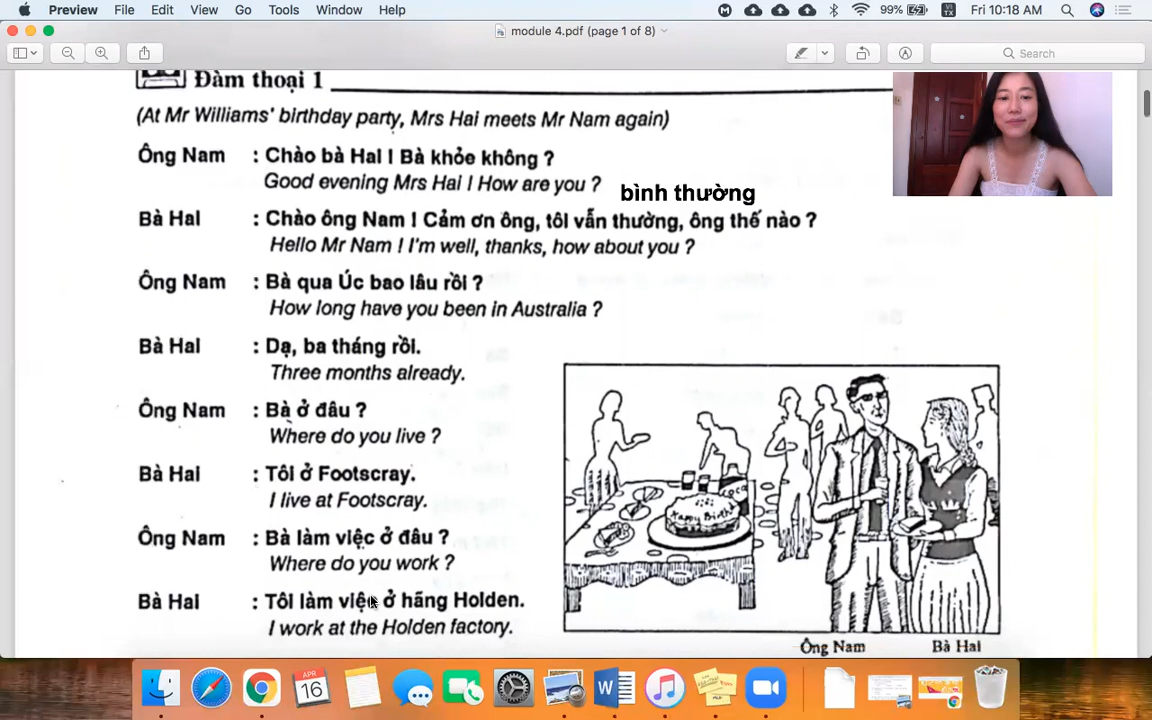 Preview File Edit View Go Tools Window Help 99% VI TX Fri 10:18 AM
module 4.pdf (page 1 of 8)
Search
Đàm thoại 1
(At Mr Williams' birthday party, Mrs Hai meets Mr Nam again)
Ông Nam : Chào bà Hai ! Bà khỏe không ?
Good evening Mrs Hai ! How are you ?
bình thường
Bà Hai : Chào ông Nam ! Cảm ơn ông, tôi vẫn thường, ông thế nào ?
Hello Mr Nam ! I'm well, thanks, how about you ?
Ông Nam : Bà qua Úc bao lâu rồi ?
How long have you been in Australia ?
Bà Hai : Dạ, ba tháng rồi.
Three months already.
Ông Nam : Bà ở đâu ?
Where do you live ?
Bà Hai : Tôi ở Footscray.
I live at Footscray.
Ông Nam : Bà làm việc ở đâu ?
Where do you work ?
Bà Hai : Tôi làm việc ở hãng Holden.
I work at the Holden factory.
Ông Nam Bà Hai
APR
16